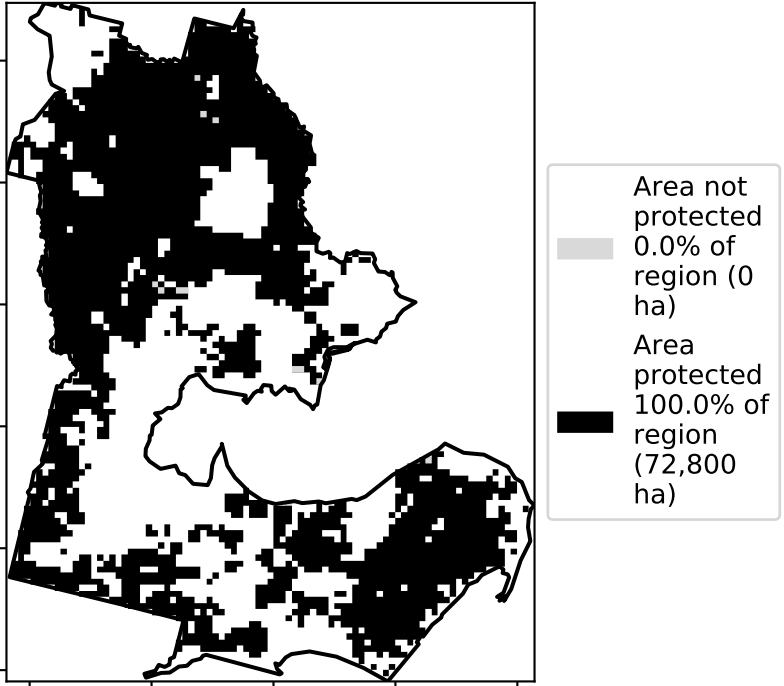 Area not
protected
0.0% of
region (0
ha)
Area
protected
100.0% of
region
(72,800
ha)